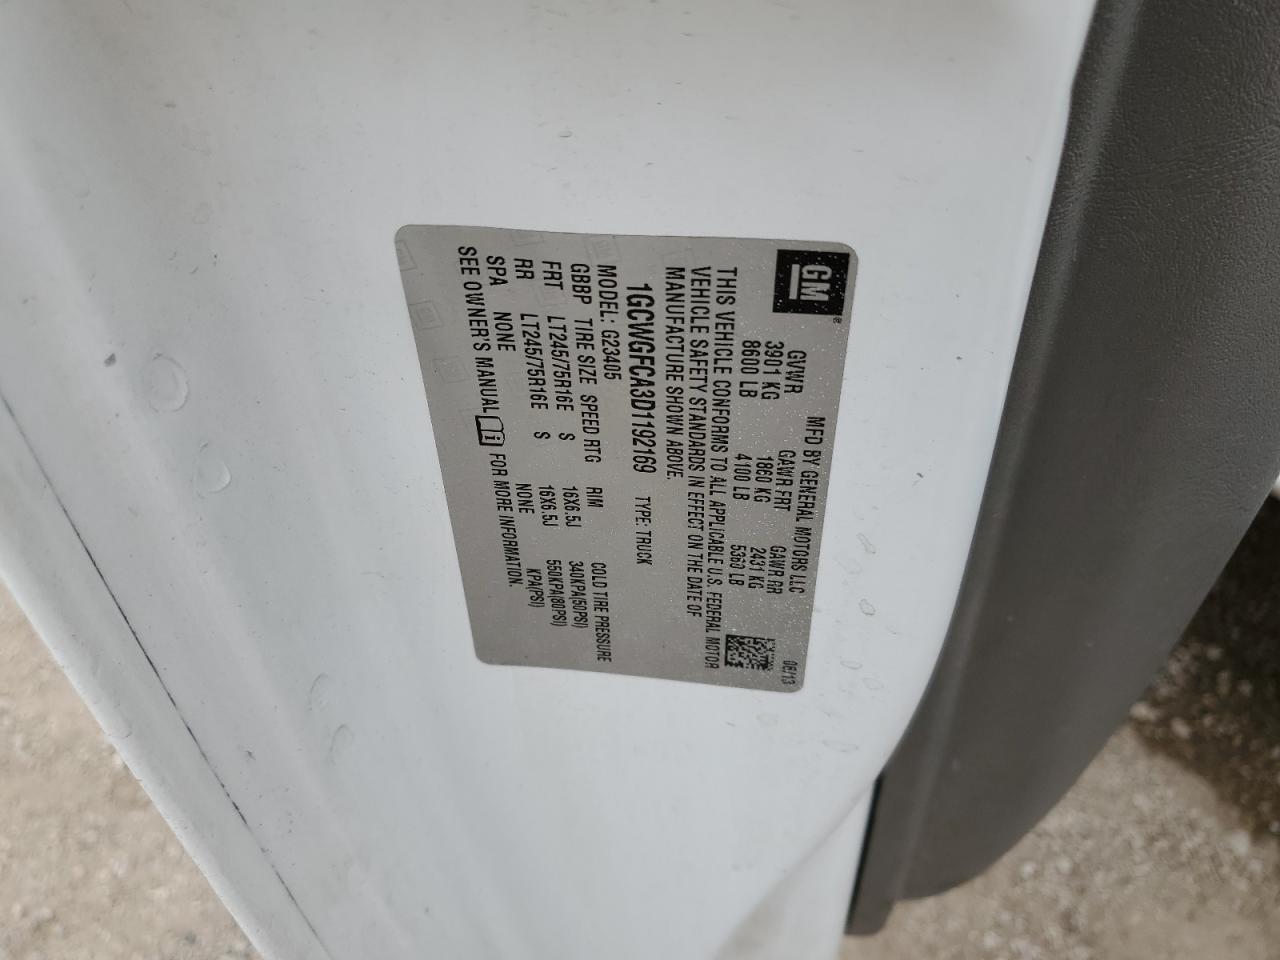 GM®
MFD BY GENERAL MOTORS LLC
06/13
GVWR GAWR FRT GAWR RR
3901 KG 1860 KG 2431 KG
8600 LB 4100 LB 5360 LB
THIS VEHICLE CONFORMS TO ALL APPLICABLE U.S. FEDERAL MOTOR
VEHICLE SAFETY STANDARDS IN EFFECT ON THE DATE OF
MANUFACTURE SHOWN ABOVE.
1GCWGFCA3D1192169 TYPE: TRUCK
MODEL: G23405
GBBP TIRE SIZE SPEED RTG RIM COLD TIRE PRESSURE
FRT LT245/75R16E S 16X6.5J 340KPA(50PSI)
RR LT245/75R16E S 16X6.5J 550KPA(80PSI)
SPA NONE NONE KPA(PSI)
SEE OWNER'S MANUAL FOR MORE INFORMATION.